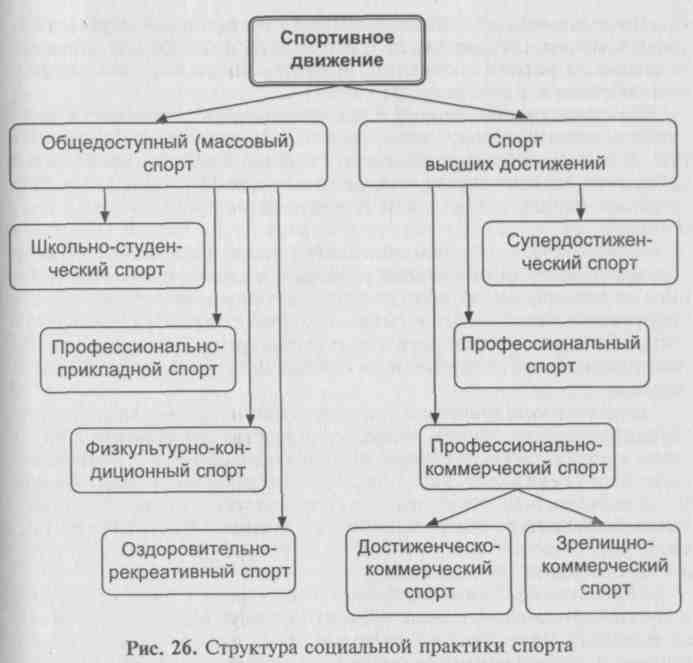 Спортивное
движение
Общедоступный (массовый)
спорт
Спорт
высших достижений
Школьно-студен-
ческий спорт
Супердостижен-
ческий спорт
Профессионально-
прикладной спорт
Профессиональный
спорт
Физкультурно-кон-
диционный спорт
Профессионально-
коммерческий спорт
Оздоровительно-
рекреативный спорт
Достиженческо-
коммерческий
спорт
Зрелищно-
коммерческий
спорт
Рис. 26. Структура социальной практики спорта